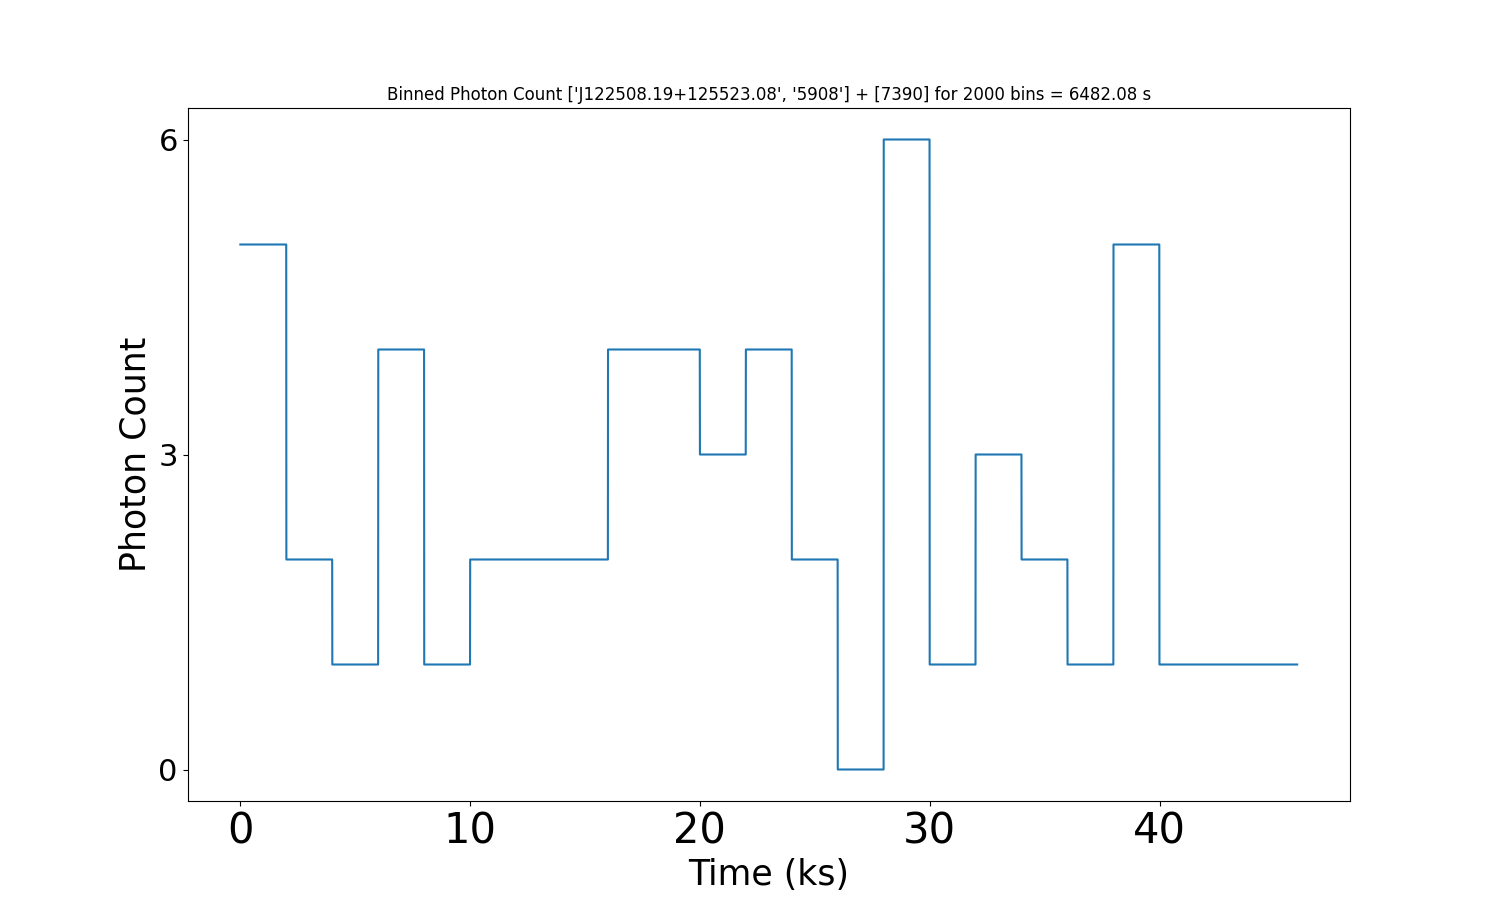 Binned Photon Count ['J122508.19+125523.08', '5908'] + [7390] for 2000 bins = 6482.08 s
6
3
0
Photon Count
0 10 20 30 40
Time (ks)